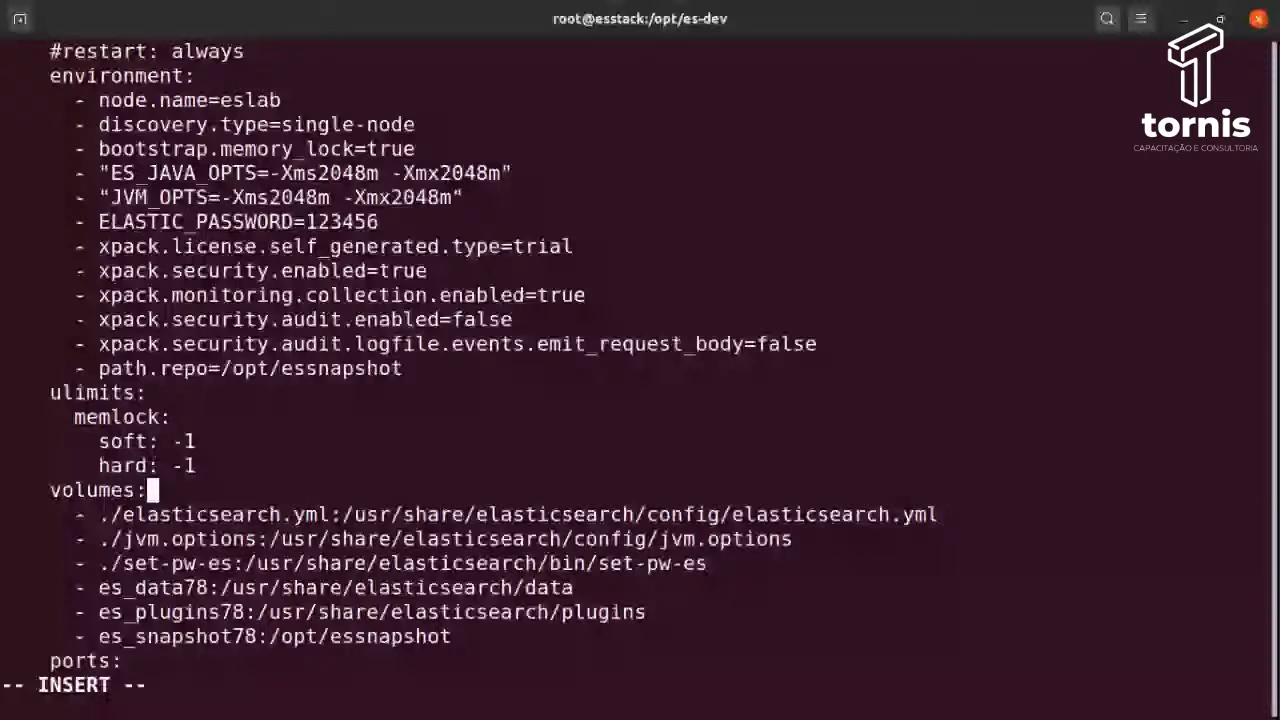 root@esstack:/opt/es-dev
tornis
CAPACITAÇÃO E CONSULTORIA
#restart: always
environment:
- node.name=eslab
- discovery.type=single-node
- bootstrap.memory_lock=true
- "ES_JAVA_OPTS=-Xms2048m -Xmx2048m"
- "JVM_OPTS=-Xms2048m -Xmx2048m"
- ELASTIC_PASSWORD=123456
- xpack.license.self_generated.type=trial
- xpack.security.enabled=true
- xpack.monitoring.collection.enabled=true
- xpack.security.audit.enabled=false
- xpack.security.audit.logfile.events.emit_request_body=false
- path.repo=/opt/essnapshot
ulimits:
memlock:
soft: -1
hard: -1
volumes:
- ./elasticsearch.yml:/usr/share/elasticsearch/config/elasticsearch.yml
- ./jvm.options:/usr/share/elasticsearch/config/jvm.options
- ./set-pw-es:/usr/share/elasticsearch/bin/set-pw-es
- es_data78:/usr/share/elasticsearch/data
- es_plugins78:/usr/share/elasticsearch/plugins
- es_snapshot78:/opt/essnapshot
ports:
-- INSERT --